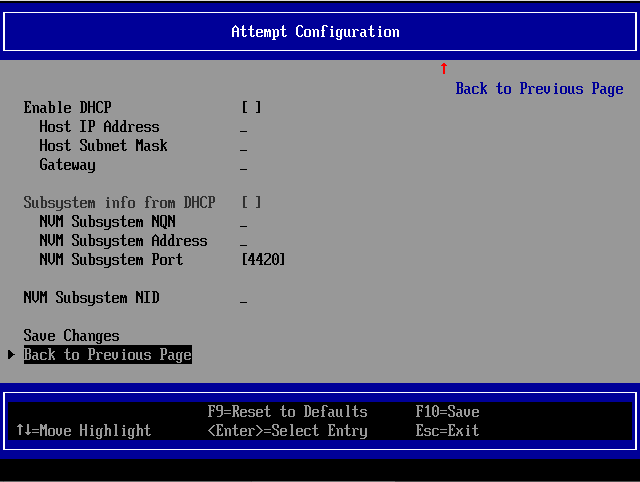 Attempt Configuration
↑
Back to Previous Page
Enable DHCP [ ]
Host IP Address _
Host Subnet Mask _
Gateway _
Subsystem info from DHCP [ ]
NVM Subsystem NQN _
NVM Subsystem Address _
NVM Subsystem Port [4420]
NVM Subsystem NID _
Save Changes
Back to Previous Page
F9=Reset to Defaults F10=Save
↑↓=Move Highlight <Enter>=Select Entry Esc=Exit